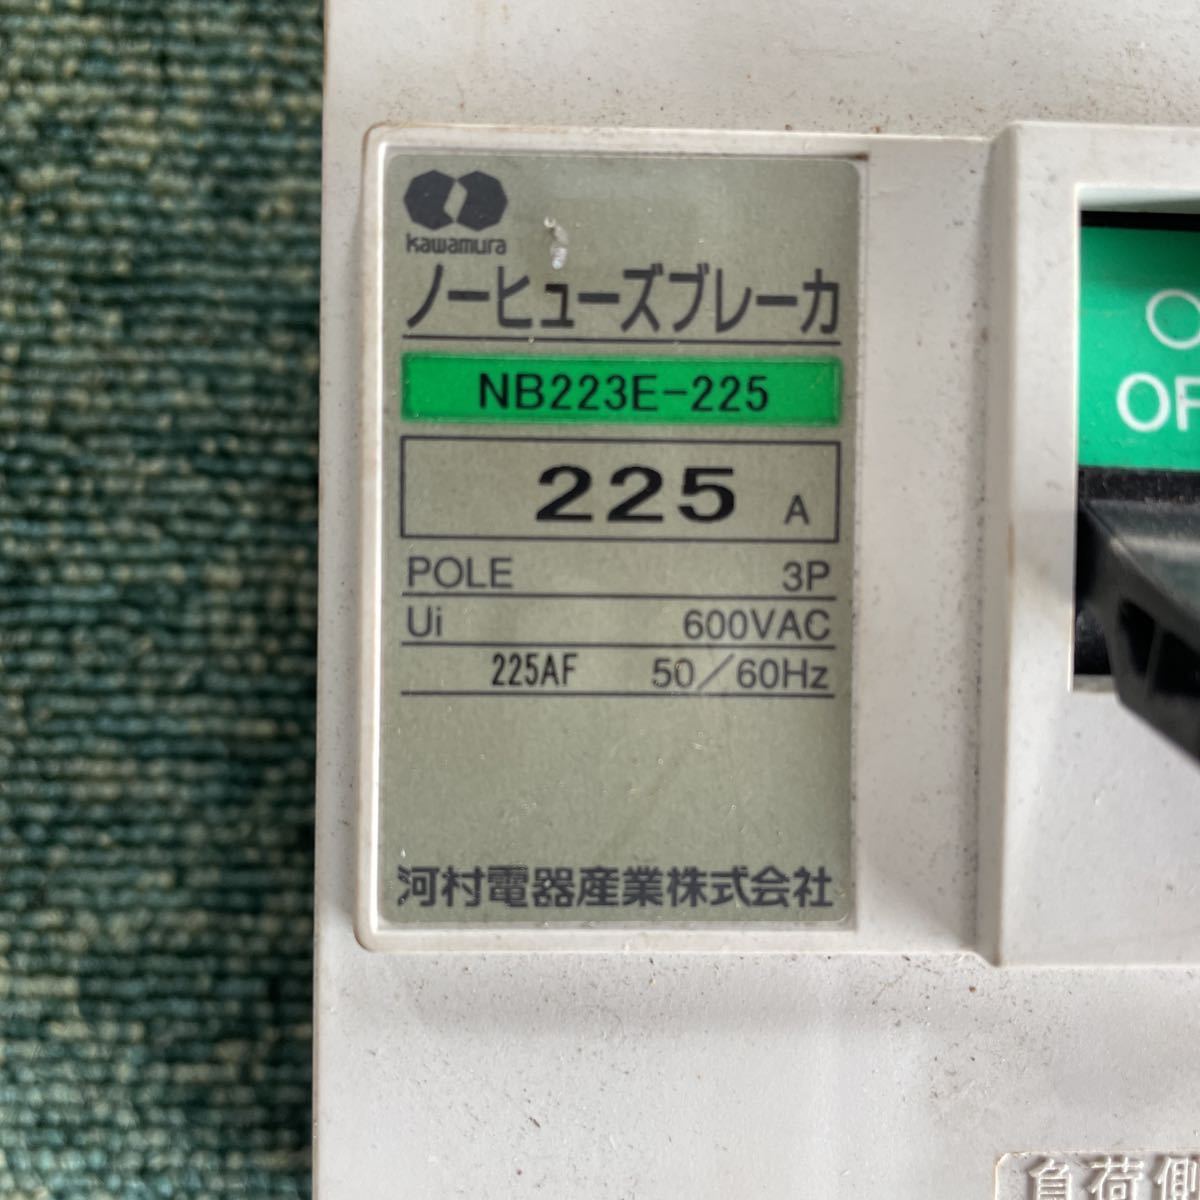 kawamura
ノーヒューズブレーカ
NB223E-225
225 A
POLE 3P
Ui 600VAC
225AF 50/60Hz
河村電器産業株式会社
負荷側